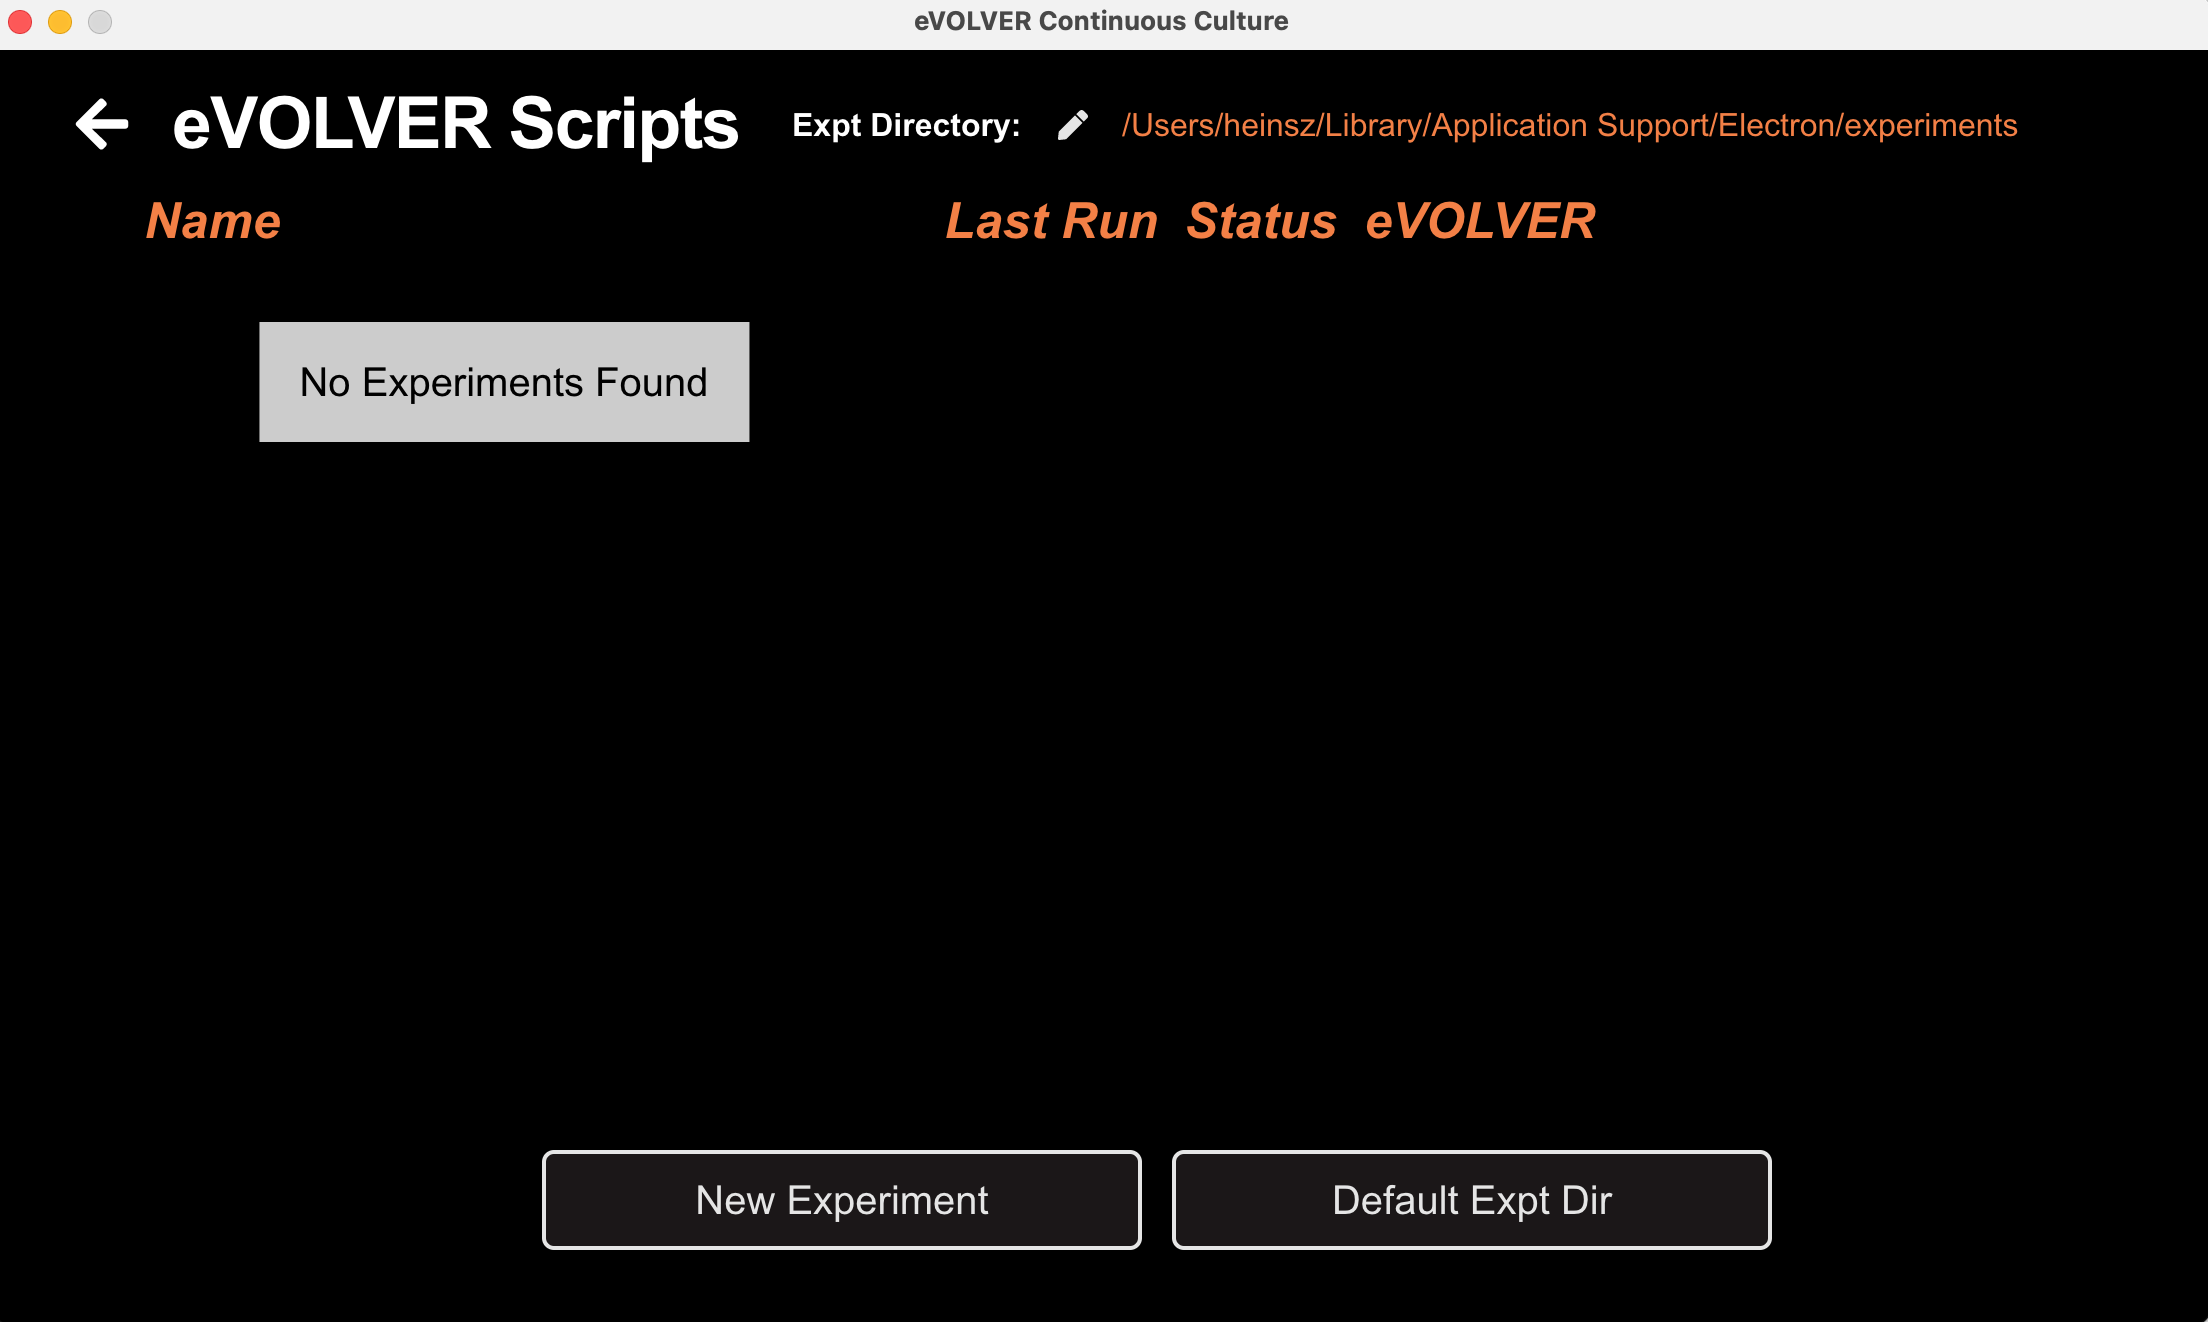 eVOLVER Continuous Culture
eVOLVER Scripts Expt Directory: /Users/heinsz/Library/Application Support/Electron/experiments
Name Last Run Status eVOLVER
No Experiments Found
New Experiment Default Expt Dir